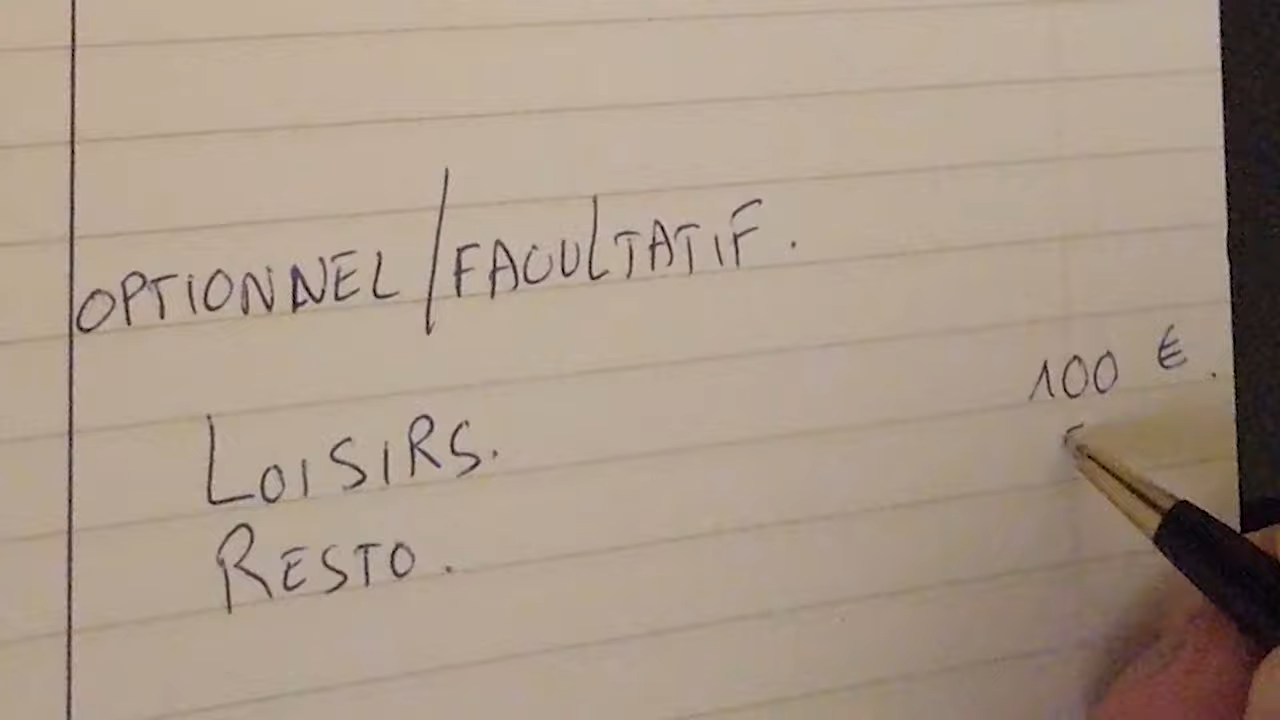 OPTIONNEL/FACULTATIF.
LOISIRS. 100 €.
RESTO.